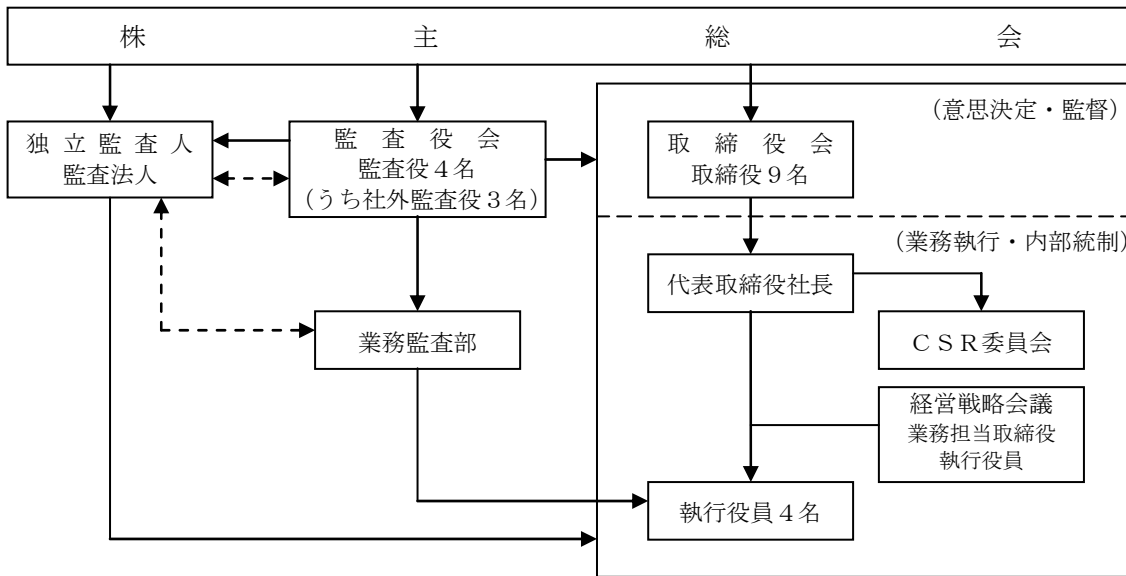 株 主 総 会
(意思決定・監督)
独 立 監 査 人
監査法人
監 査 役 会
監査役4名
(うち社外監査役3名)
取 締 役 会
取締役9名
(業務執行・内部統制)
代表取締役社長
業務監査部
CSR委員会
経営戦略会議
業務担当取締役
執行役員
執行役員4名